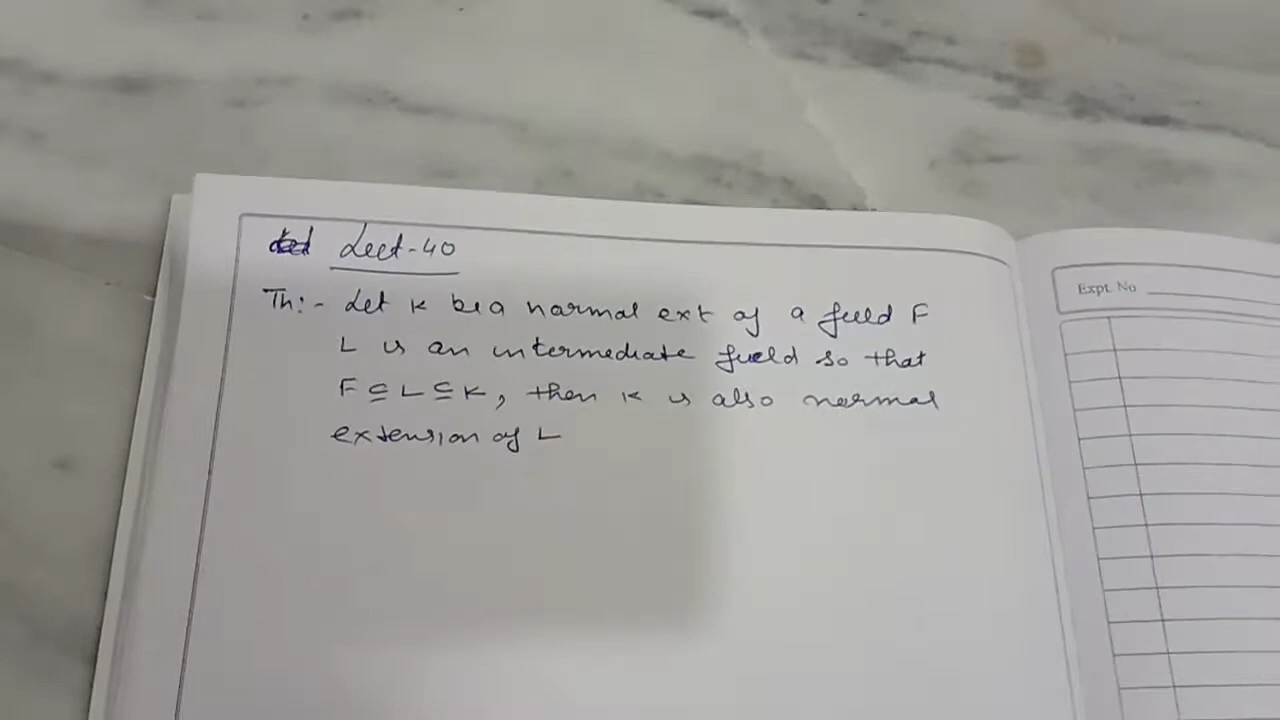 Lect-40
Th:- Let K be a normal ext of a field F
L is an intermediate field so that
F ⊆ L ⊆ K, then K is also normal
extension of L
Expt. No